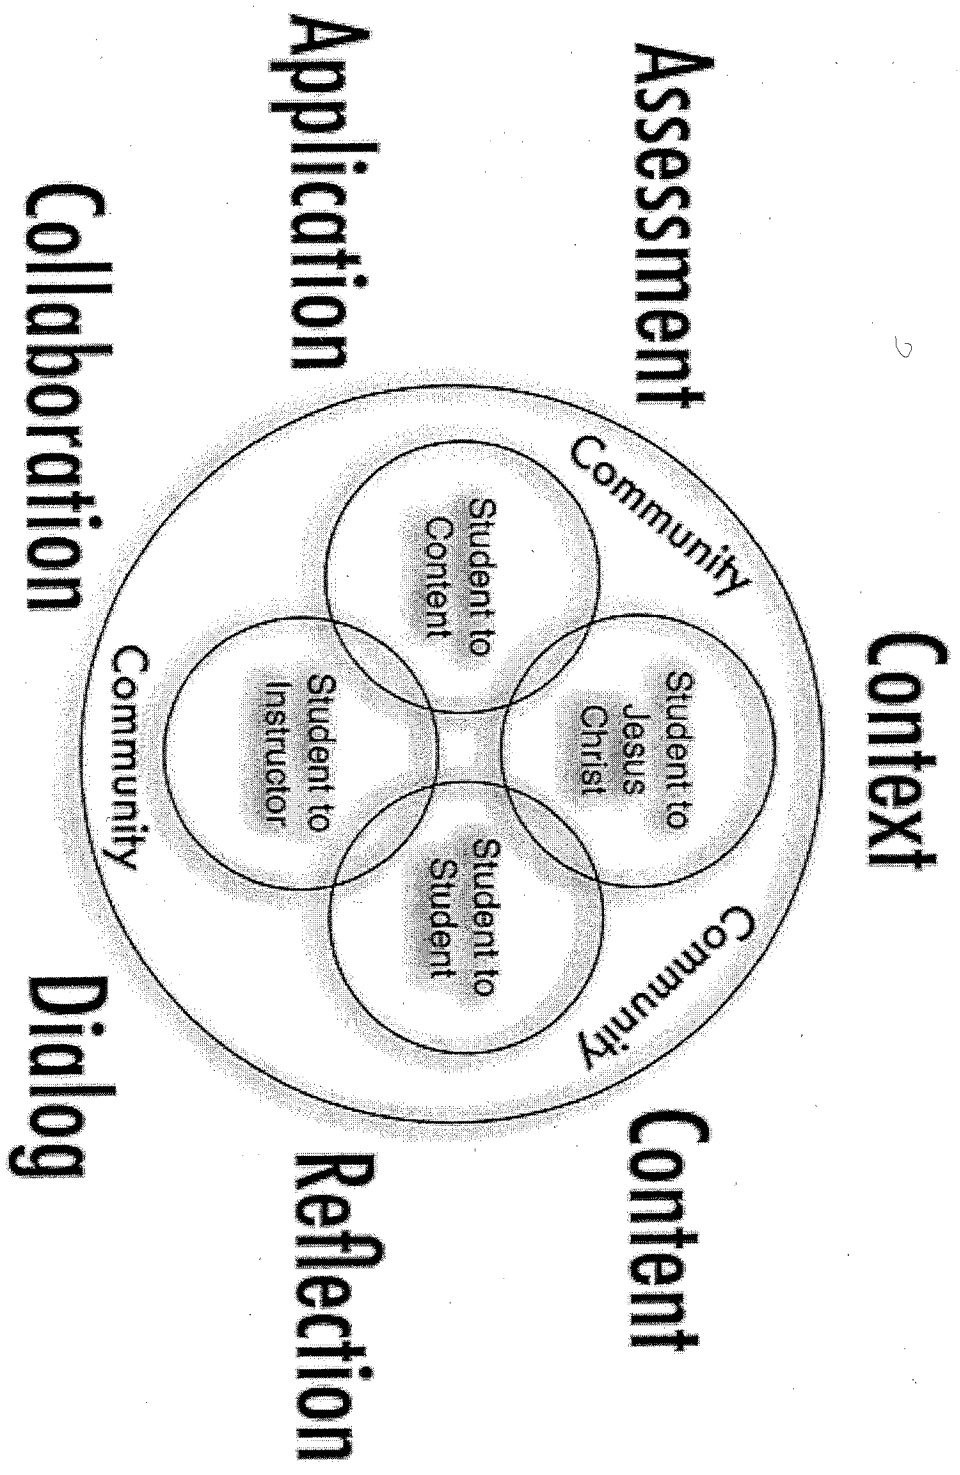 Context
Assessment
Content
Community
Community
Student to
Jesus
Christ
Student to
Content
Student to
Student
Student to
Instructor
Application
Reflection
Community
Collaboration
Dialog